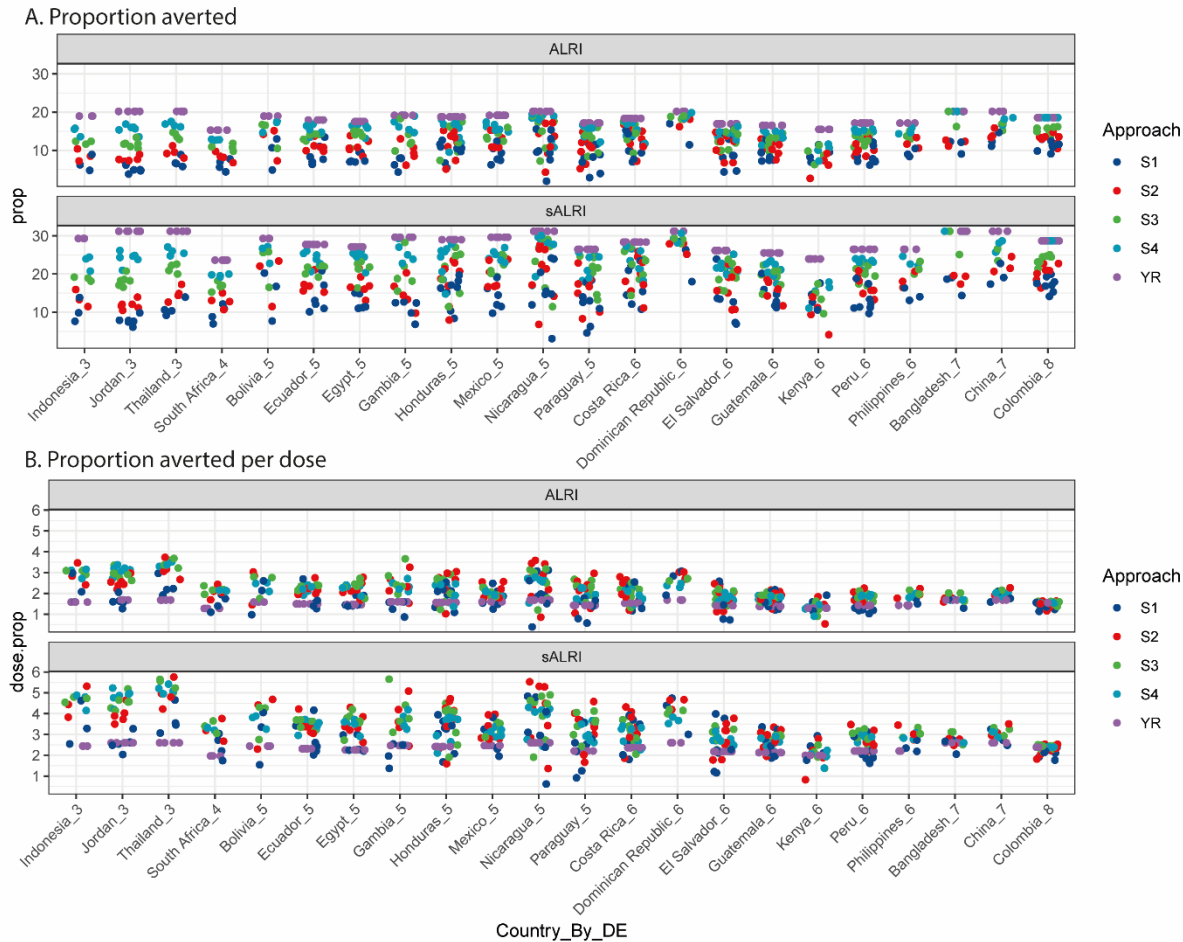 A. Proportion averted
ALRI
30
20
10
prop
sALRI
30
20
10
Indonesia_3
Jordan_3
Thailand_3
South Africa_4
Bolivia_5
Ecuador_5
Egypt_5
Gambia_5
Honduras_5
Mexico_5
Nicaragua_5
Paraguay_5
Costa Rica_6
Dominican Republic_6
El Salvador_6
Guatemala_6
Kenya_6
Peru_6
Philippines_6
Bangladesh_7
China_7
Colombia_8
Approach
S1
S2
S3
S4
YR
B. Proportion averted per dose
ALRI
6
5
4
3
2
1
dose.prop
sALRI
6
5
4
3
2
1
Indonesia_3
Jordan_3
Thailand_3
South Africa_4
Bolivia_5
Ecuador_5
Egypt_5
Gambia_5
Honduras_5
Mexico_5
Nicaragua_5
Paraguay_5
Costa Rica_6
Dominican Republic_6
El Salvador_6
Guatemala_6
Kenya_6
Peru_6
Philippines_6
Bangladesh_7
China_7
Colombia_8
Country_By_DE
Approach
S1
S2
S3
S4
YR